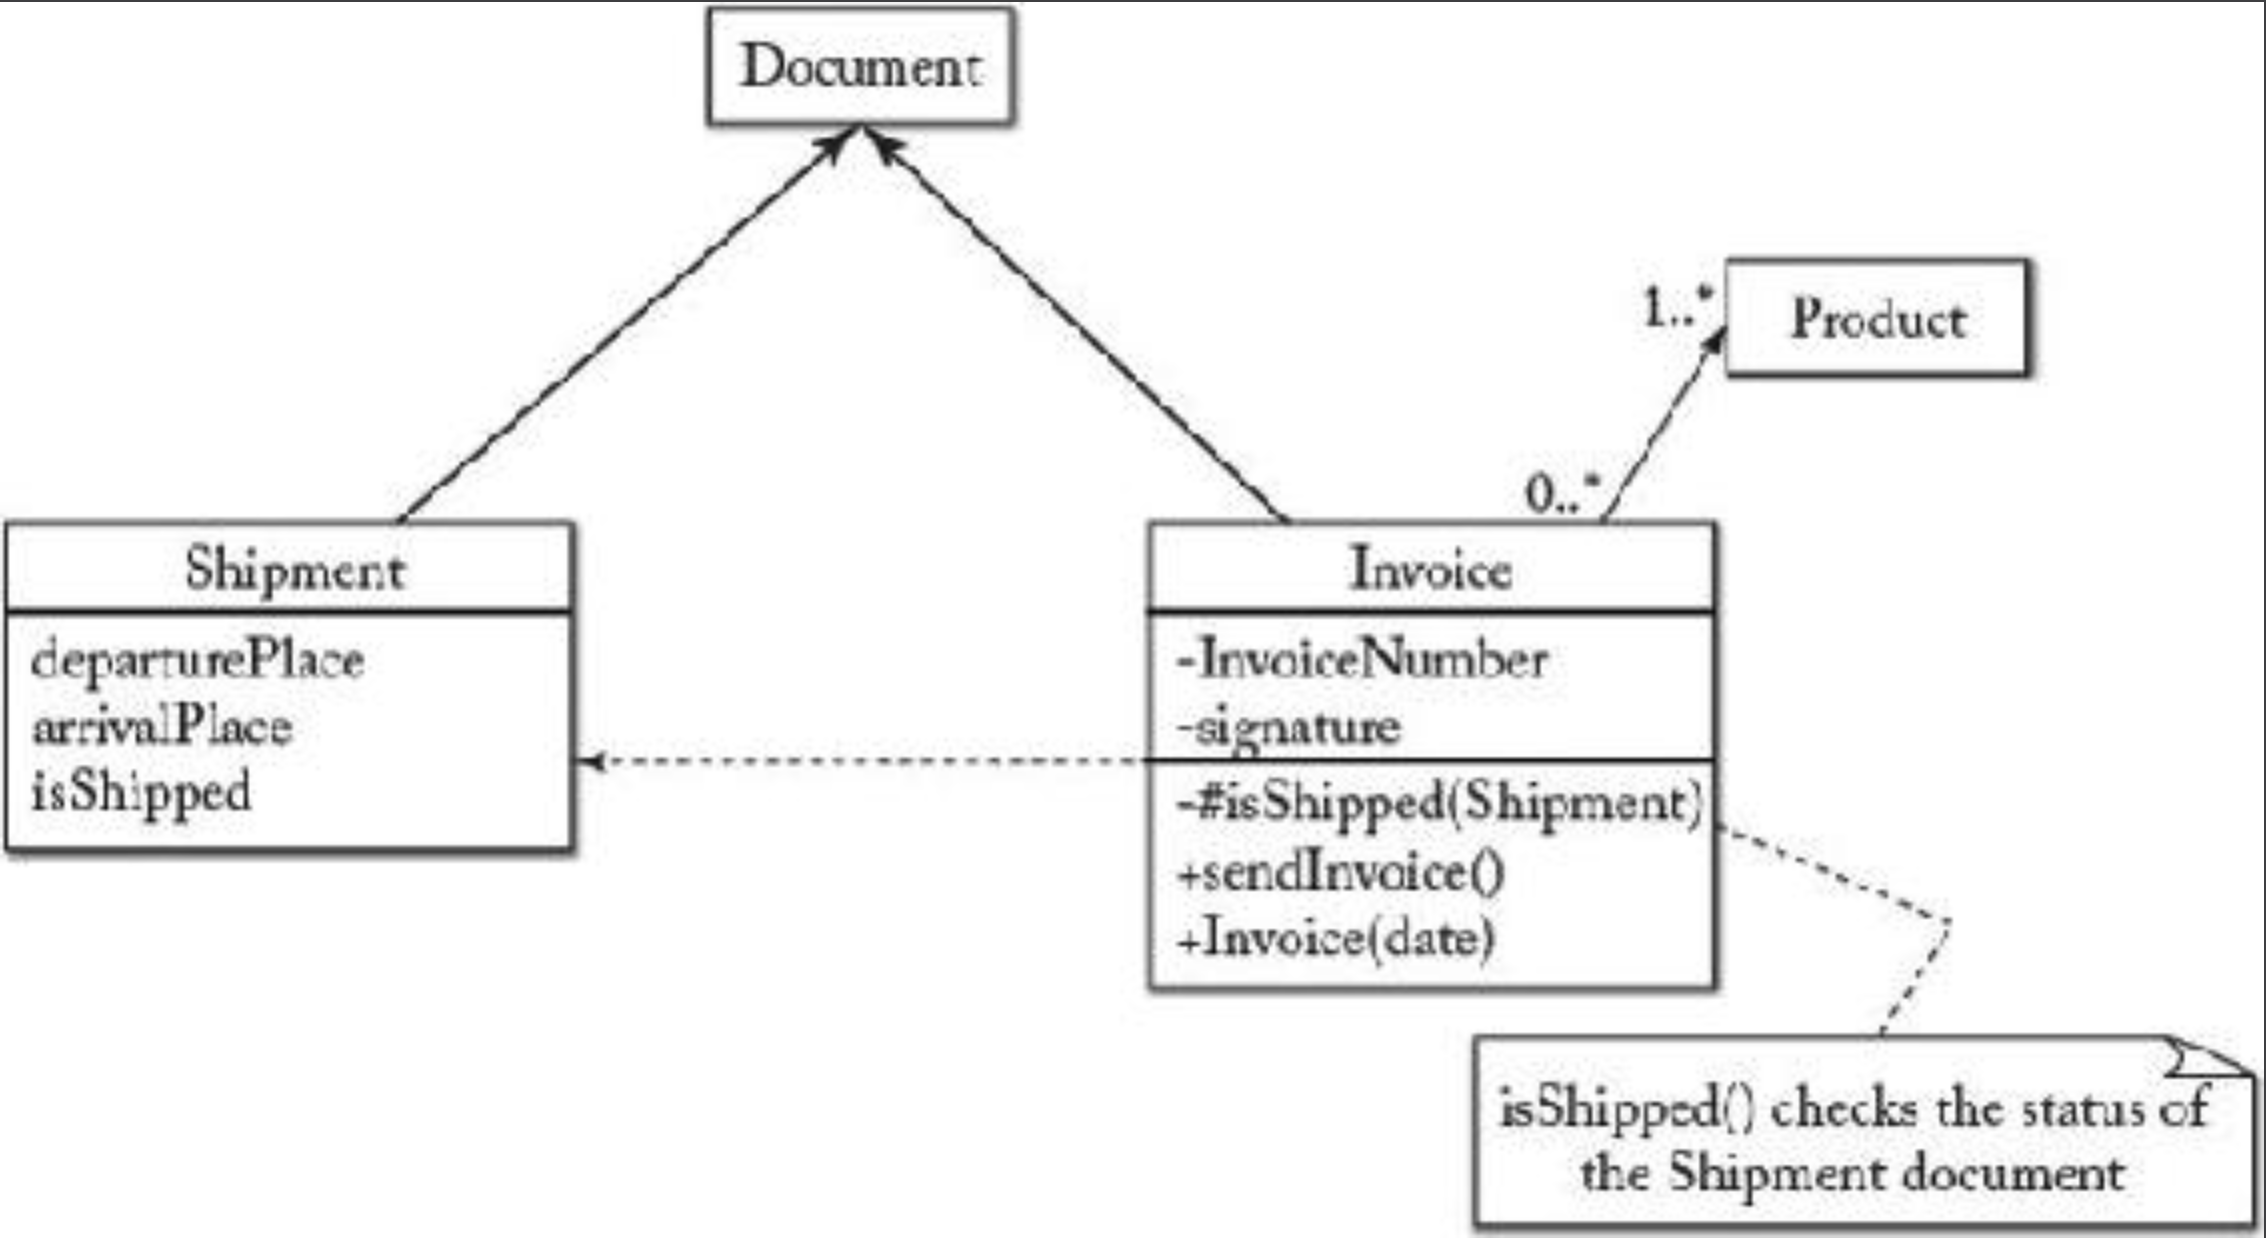 Document
1..*
Product
0..*
Shipment
departurePlace
arrivalPlace
isShipped
Invoice
-InvoiceNumber
-signature
-#isShipped(Shipment)
+sendInvoice()
+Invoice(date)
isShipped() checks the status of
the Shipment document